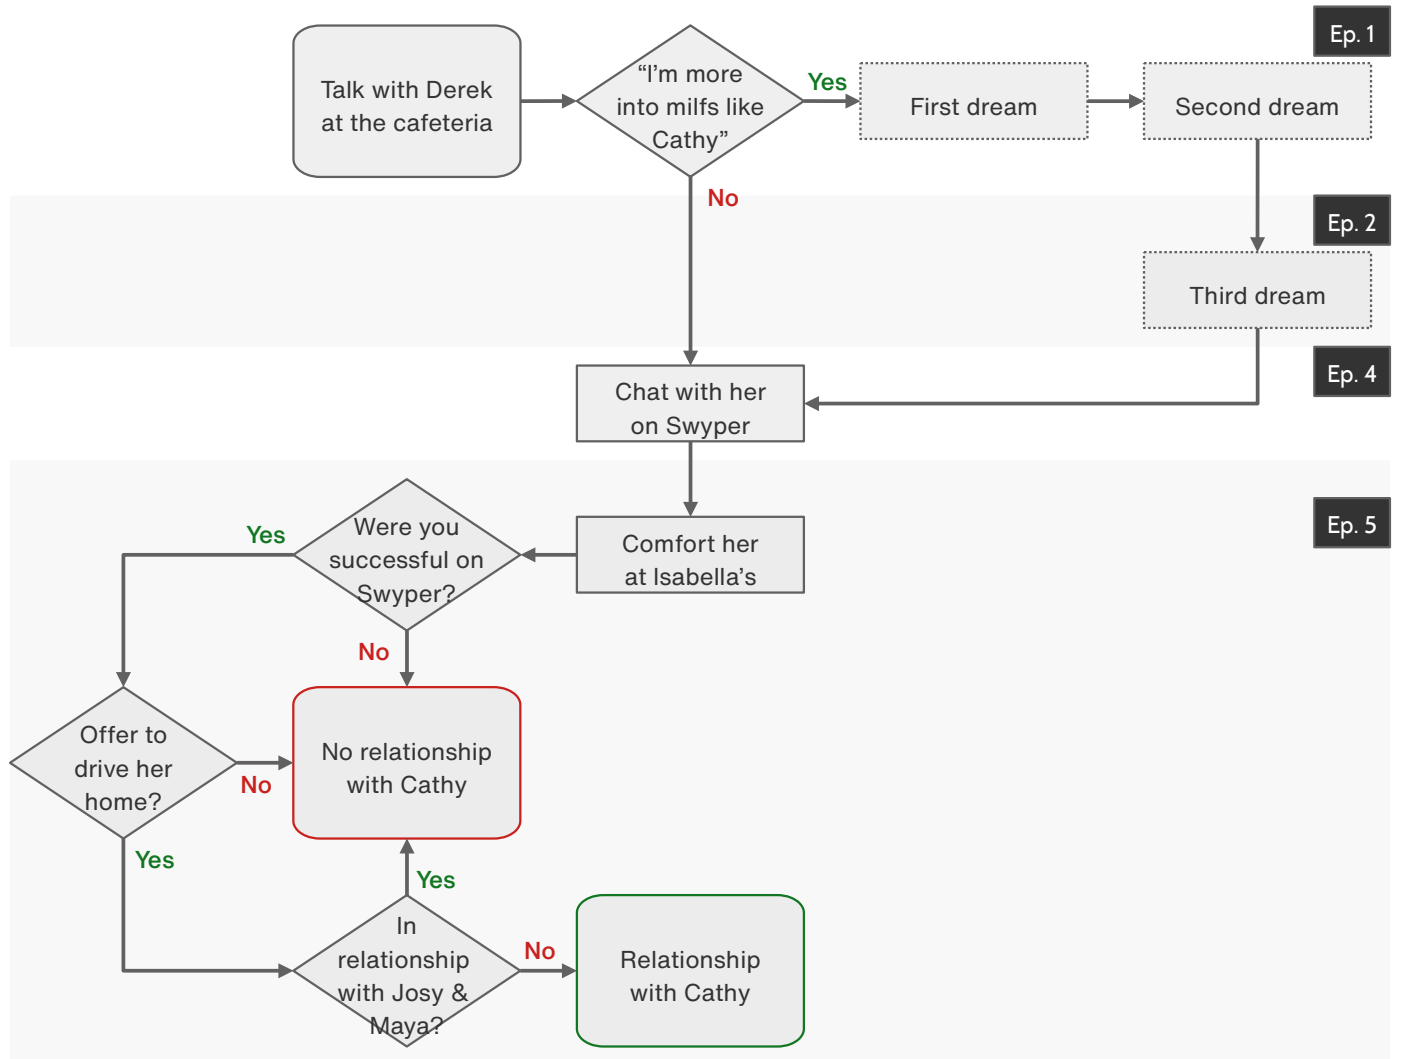 Ep. 1
Talk with Derek
at the cafeteria
“I’m more
into milfs like
Cathy”
Yes
First dream
Second dream
No
Ep. 2
Third dream
Ep. 4
Chat with her
on Swyper
Ep. 5
Yes
Were you
successful on
Swyper?
Comfort her
at Isabella’s
No
Offer to
drive her
home?
No
No relationship
with Cathy
Yes
Yes
In
relationship
with Josy &
Maya?
No
Relationship
with Cathy